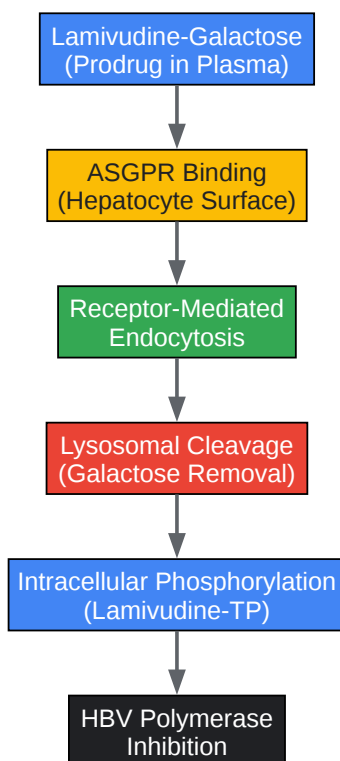 Lamivudine-Galactose
(Prodrug in Plasma)
ASGPR Binding
(Hepatocyte Surface)
Receptor-Mediated
Endocytosis
Lysosomal Cleavage
(Galactose Removal)
Intracellular Phosphorylation
(Lamivudine-TP)
HBV Polymerase
Inhibition